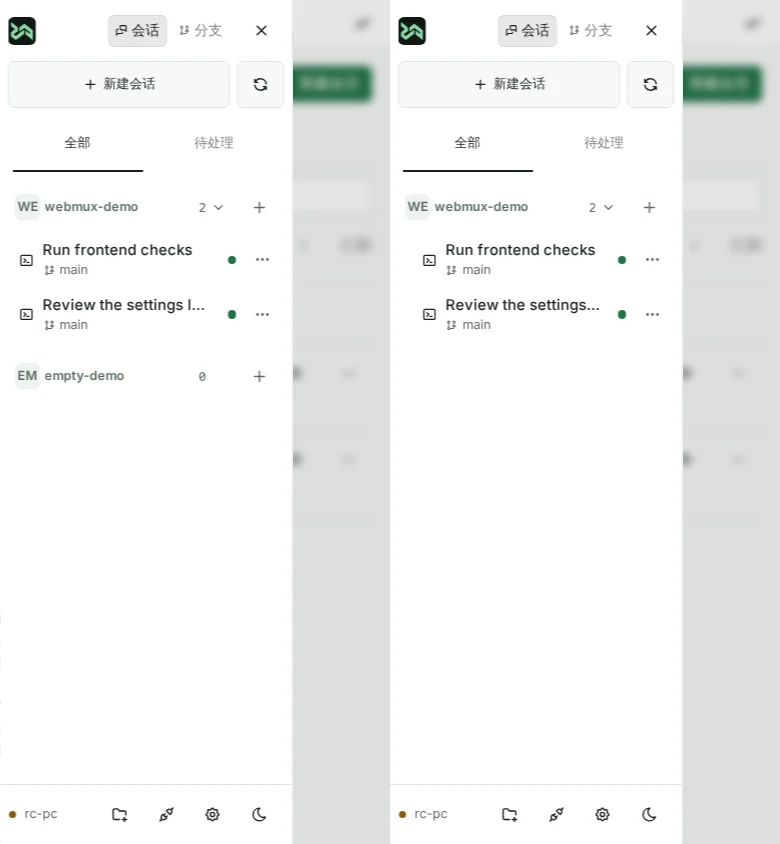 会话 分支
+ 新建会话
全部 待处理
WE webmux-demo 2
Run frontend checks
main
Review the settings l...
main
EM empty-demo 0
rc-pc
会话 分支
+ 新建会话
全部 待处理
WE webmux-demo 2
Run frontend checks
main
Review the settings...
main
rc-pc